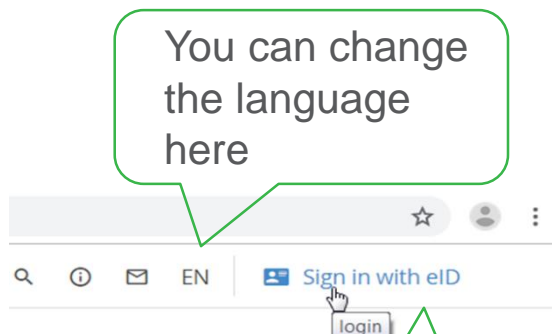 You can change
the language
here
EN Sign in with eID
login